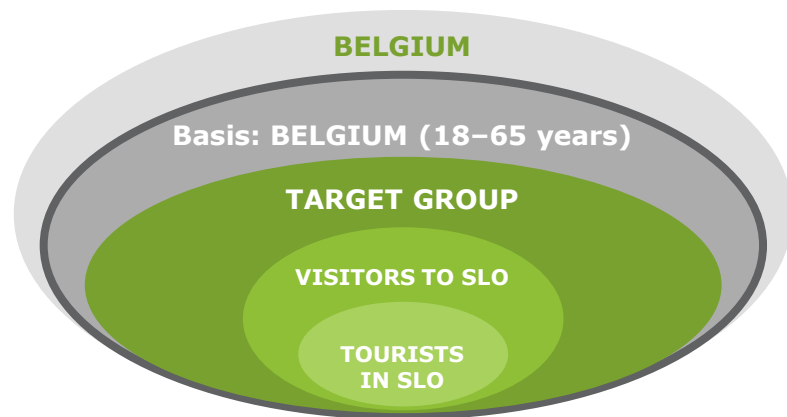 BELGIUM
Basis: BELGIUM (18–65 years)
TARGET GROUP
VISITORS TO SLO
TOURISTS
IN SLO